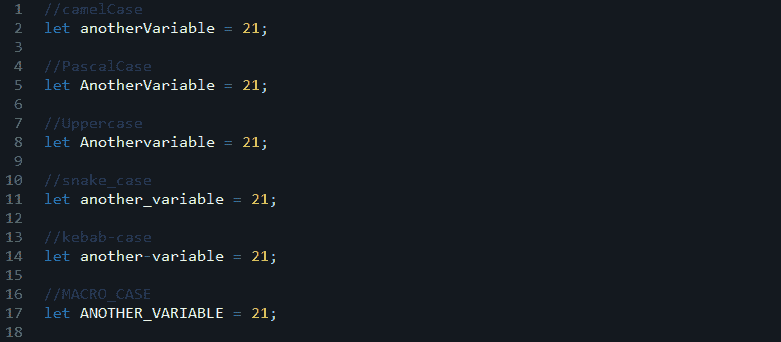 1 //camelCase
2 let anotherVariable = 21;
3
4 //PascalCase
5 let AnotherVariable = 21;
6
7 //Uppercase
8 let Anothervariable = 21;
9
10 //snake_case
11 let another_variable = 21;
12
13 //kebab-case
14 let another-variable = 21;
15
16 //MACRO_CASE
17 let ANOTHER_VARIABLE = 21;
18